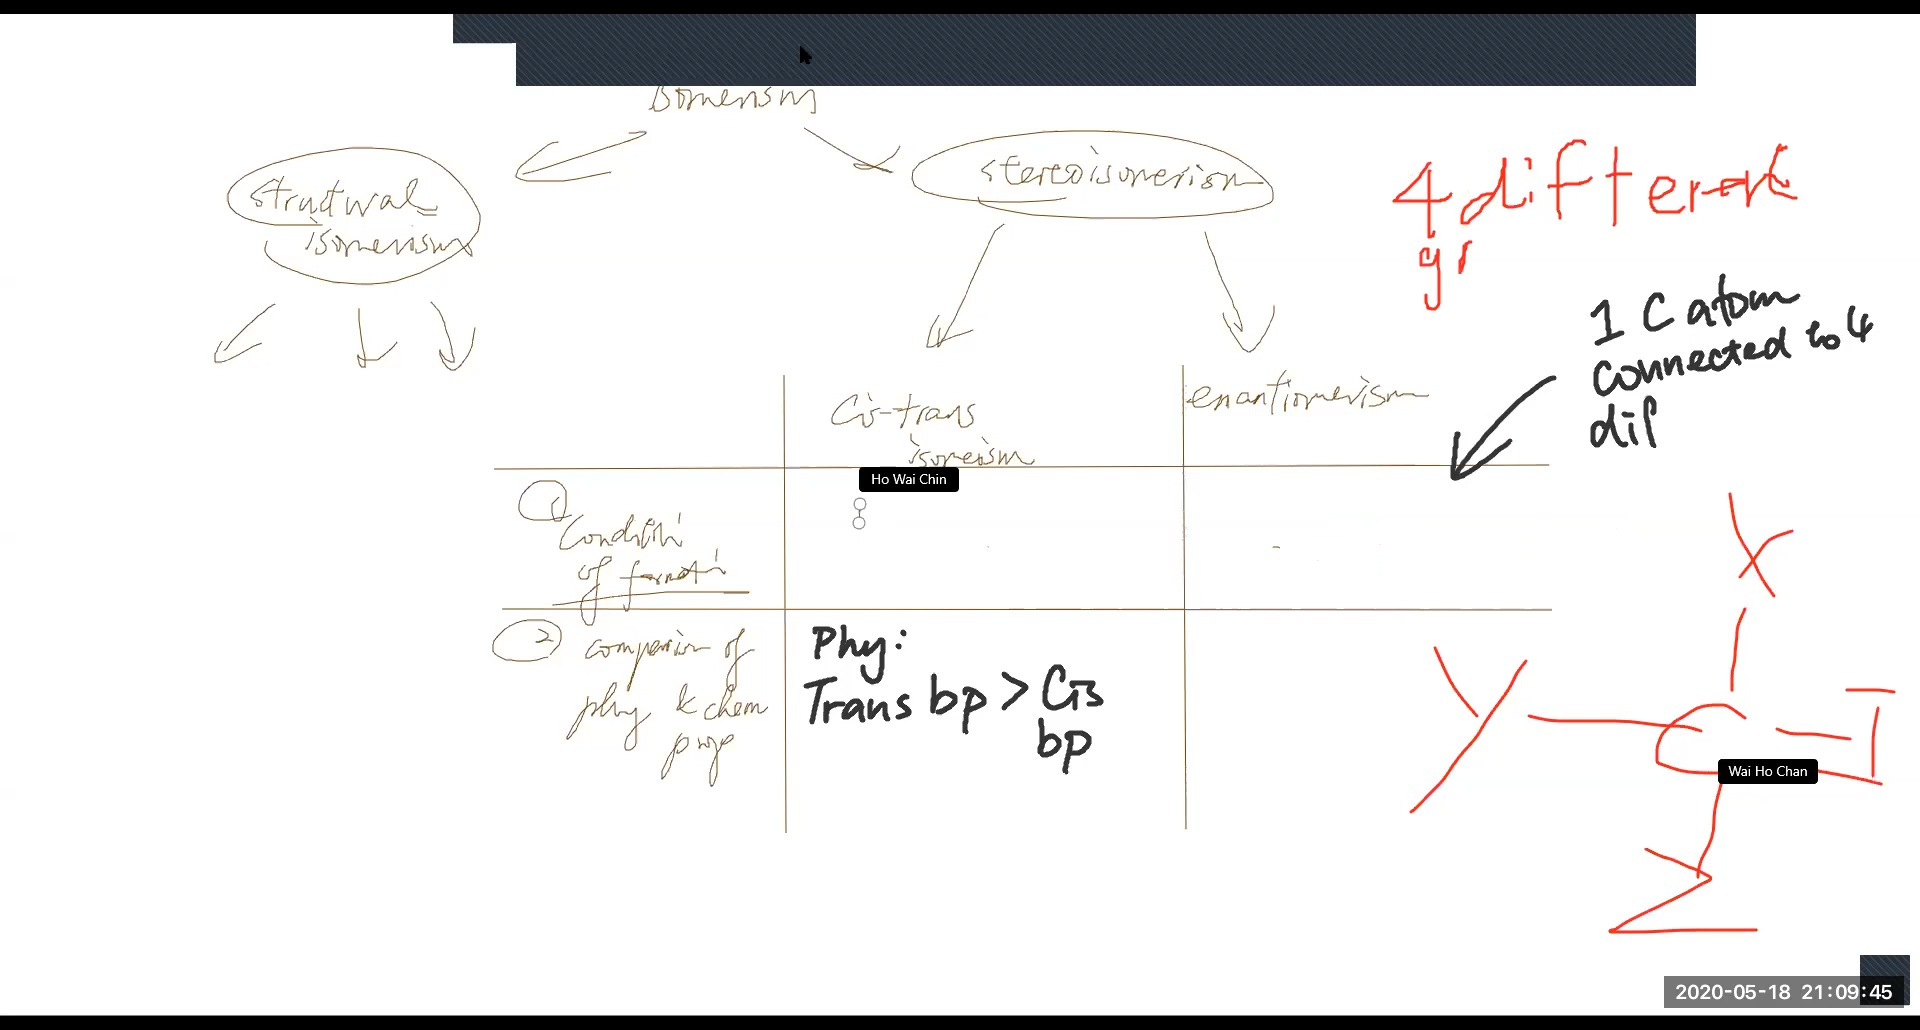 isomerism
structural
isomerism
stereoisomerism
4 different
gr
1 C atom
connected to 4
dif
Cis-trans
isomerism
enantiomerism
Ho Wai Chin
1
Condition
of formati
2 comparison of
phy & chem
prop
Phy:
Trans bp > Cis
bp
X
Y
I
Z
Wai Ho Chan
2020-05-18 21:09:45